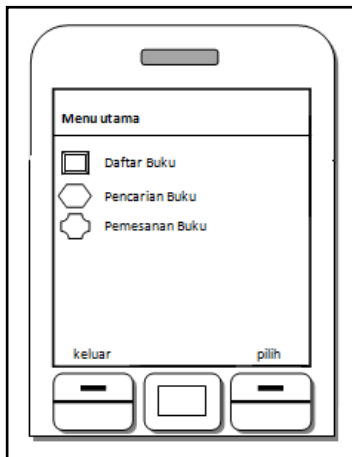 Menu utama
Daftar Buku
Pencarian Buku
Pemesanan Buku
keluar pilih